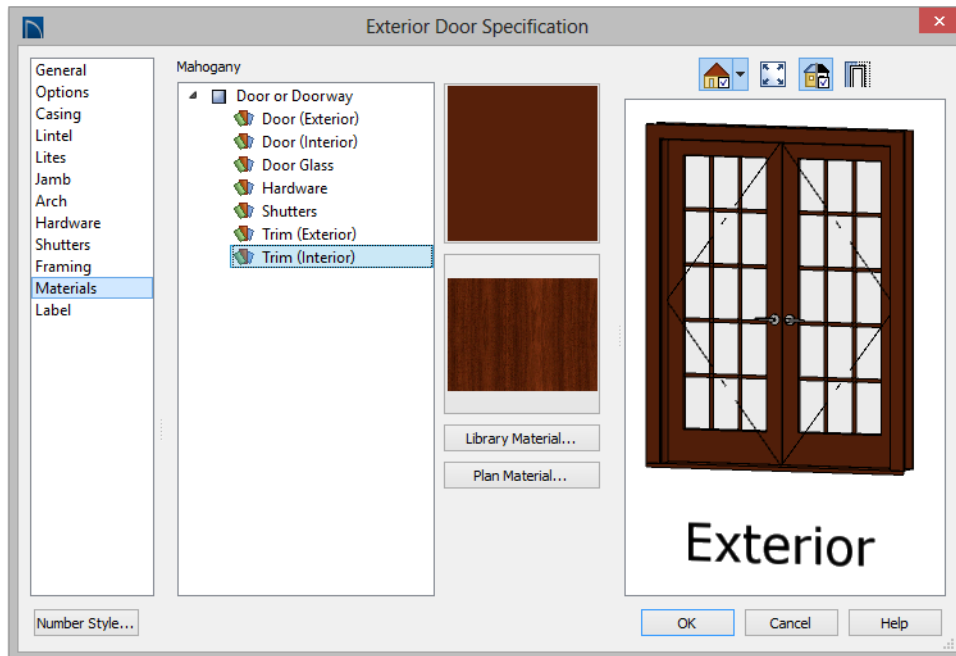 Exterior Door Specification
General
Options
Casing
Lintel
Lites
Jamb
Arch
Hardware
Shutters
Framing
Materials
Label
Mahogany
Door or Doorway
Door (Exterior)
Door (Interior)
Door Glass
Hardware
Shutters
Trim (Exterior)
Trim (Interior)
Library Material...
Plan Material...
Exterior
Number Style...
OK
Cancel
Help